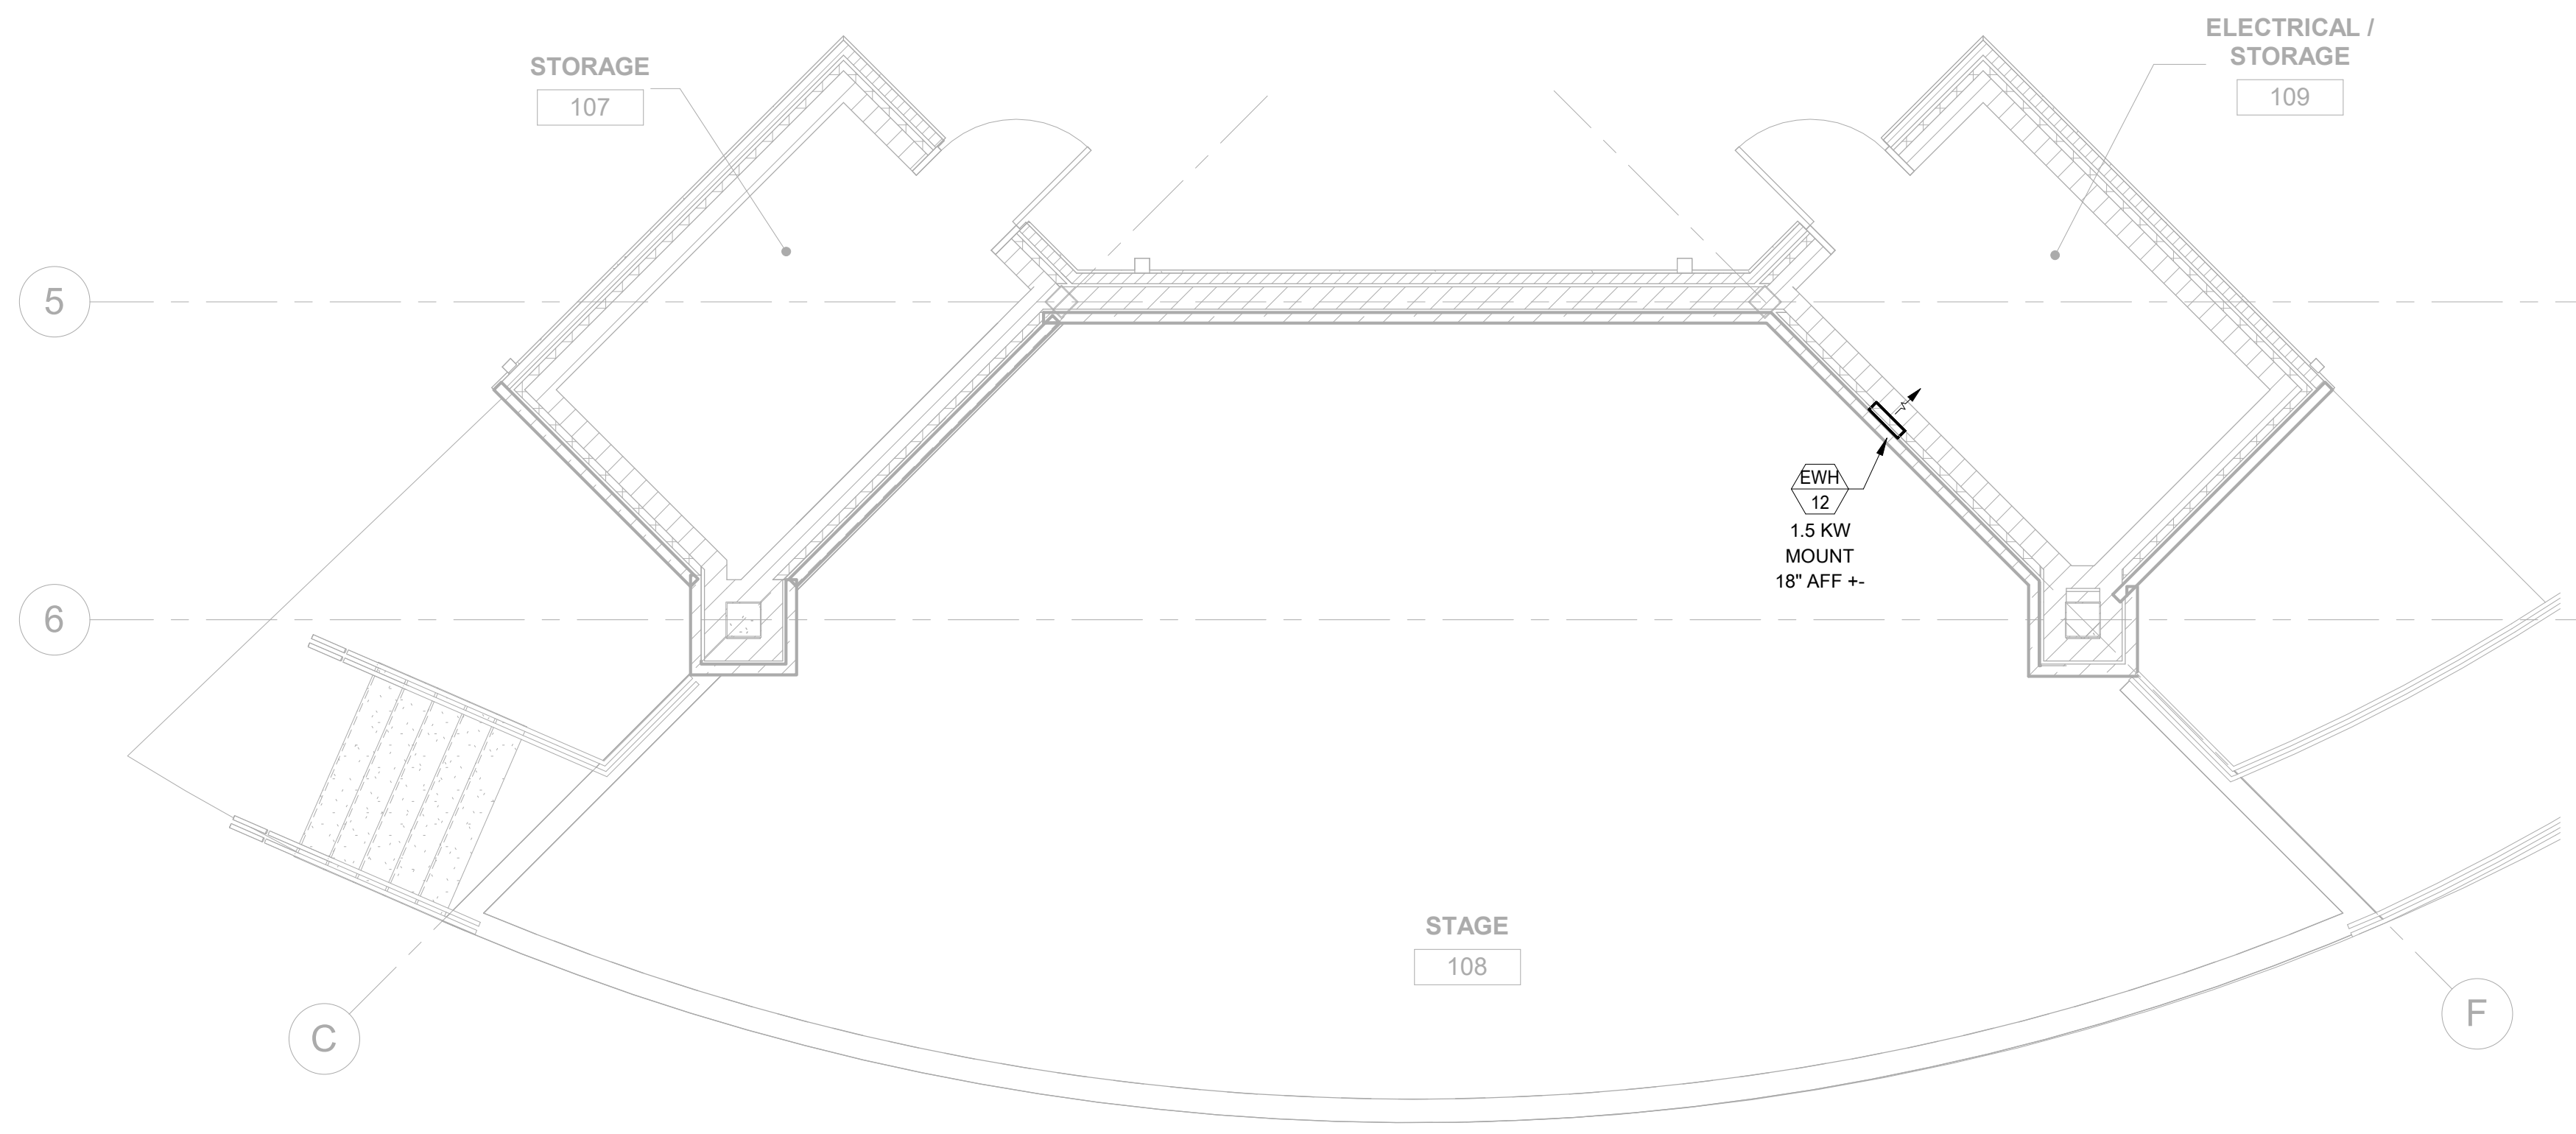 ELECTRICAL /
STORAGE
109
STORAGE
107
5
EWH
12
1.5 KW
MOUNT
18" AFF +-
6
STAGE
108
C
F